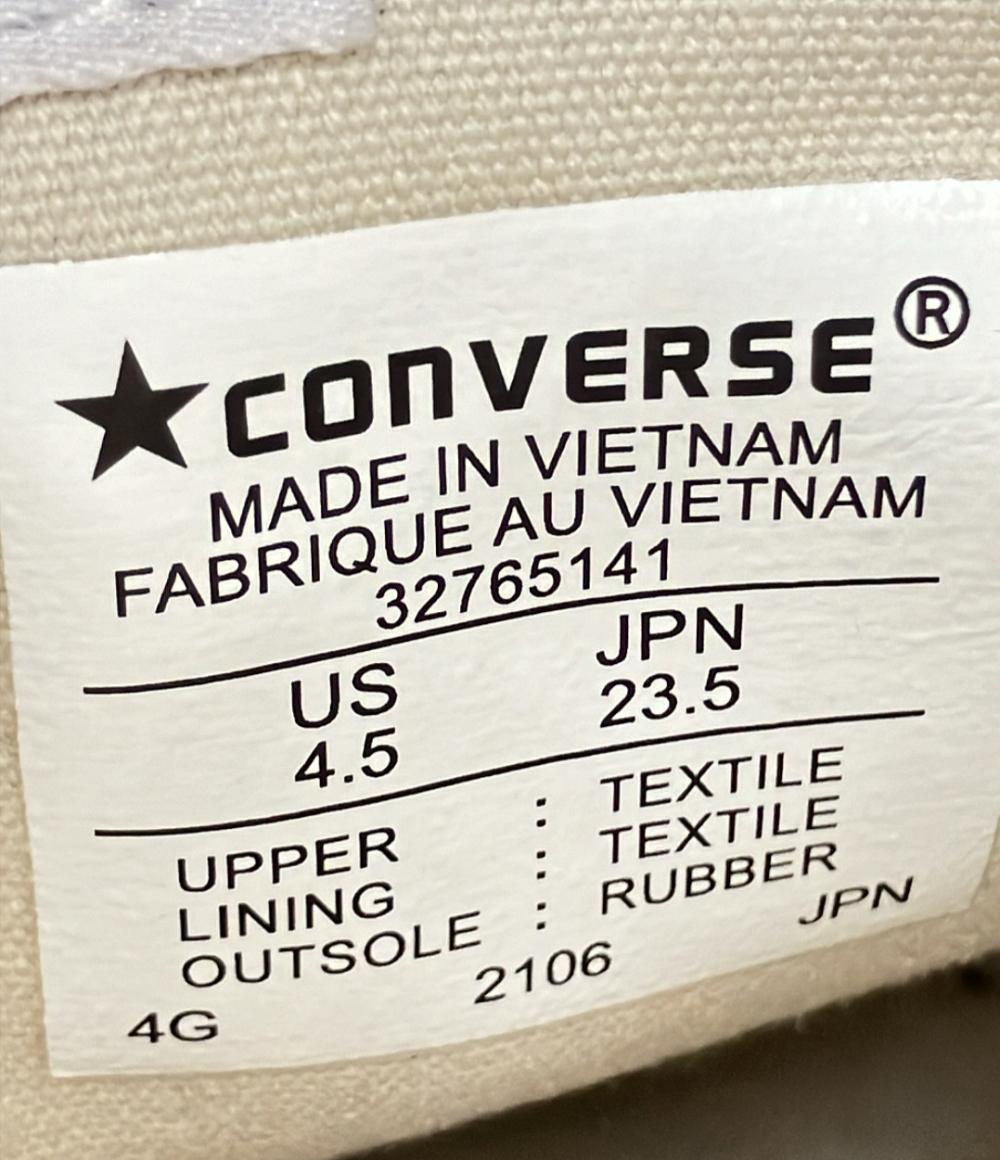 ★CONVERSE®
MADE IN VIETNAM
FABRIQUE AU VIETNAM
32765141
US JPN
4.5 23.5
UPPER : TEXTILE
LINING : TEXTILE
OUTSOLE : RUBBER
4G 2106 JPN